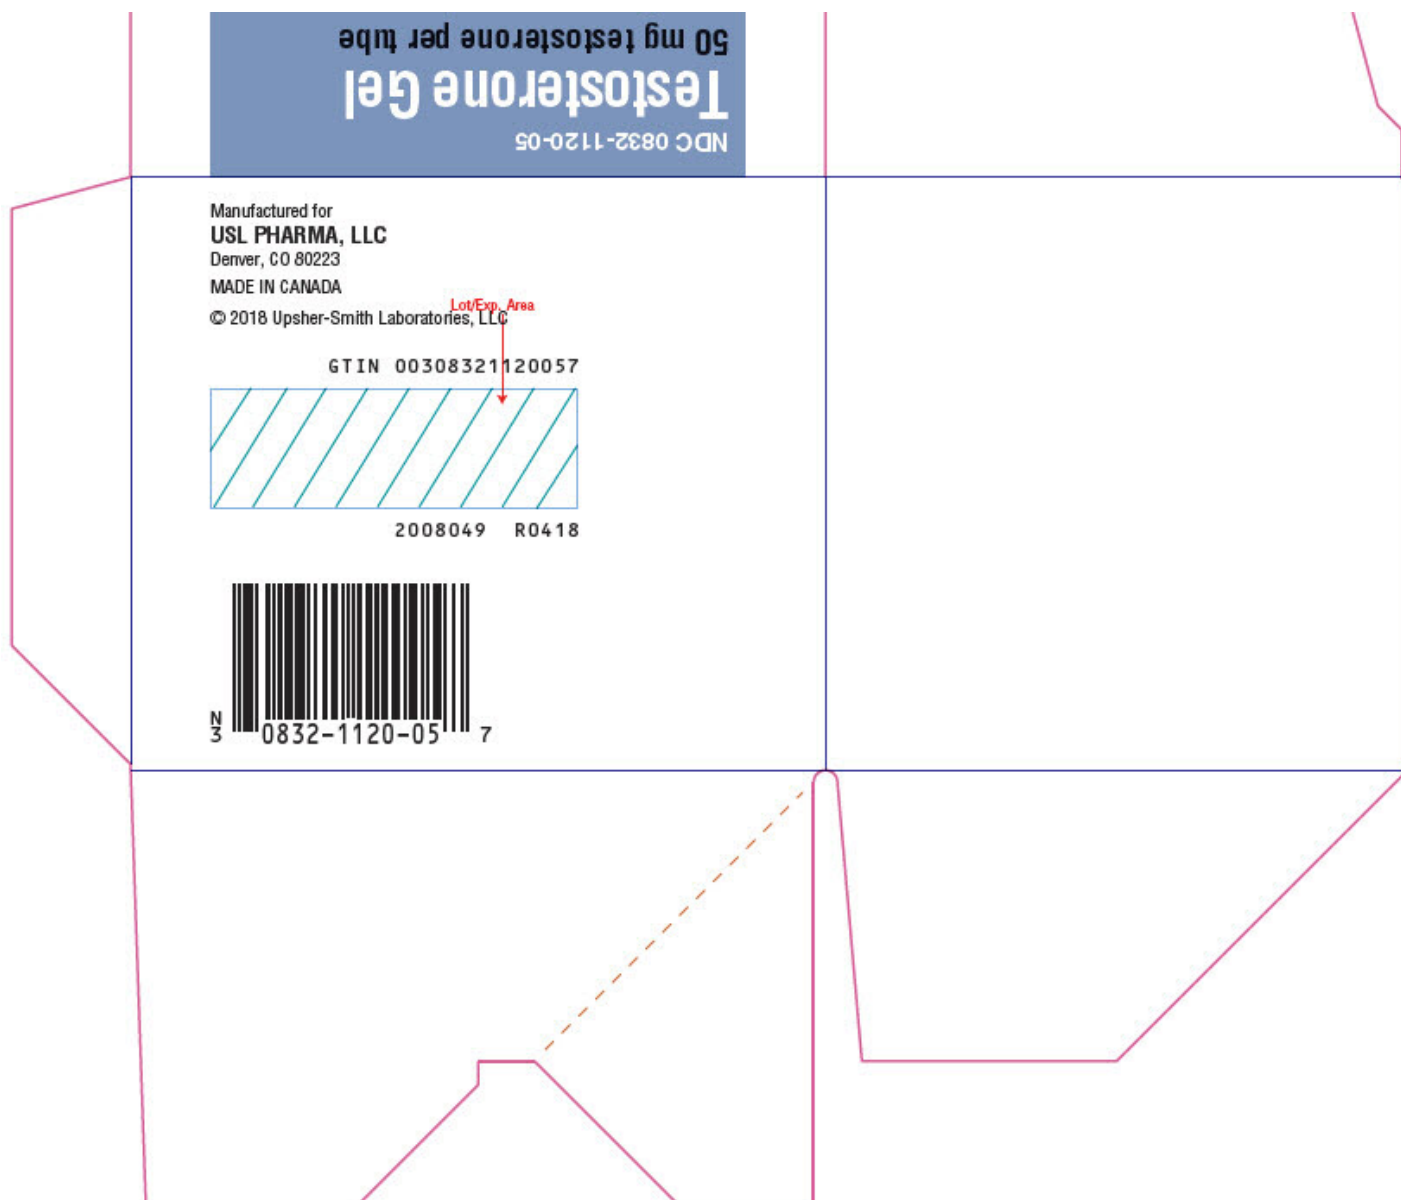 50 mg testosterone per tube
Testosterone Gel
NDC 0832-1120-05
Manufactured for
USL PHARMA, LLC
Denver, CO 80223
MADE IN CANADA
Lot/Exp. Area
© 2018 Upsher-Smith Laboratories, LLC
GTIN 00308321120057
2008049 R0418
N
3 0832-1120-05 7